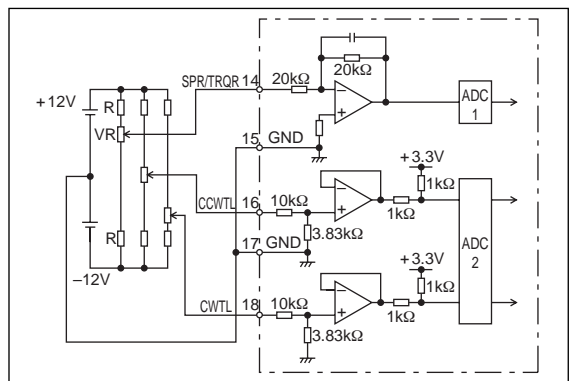 SPR/TRQR 14
20kΩ
20kΩ
+12V
R
VR
ADC
1
15 GND
+3.3V
CCWTL
16
10kΩ
1kΩ
1kΩ
3.83kΩ
17 GND
ADC
2
R
+3.3V
-12V
CWTL
18
10kΩ
1kΩ
1kΩ
3.83kΩ